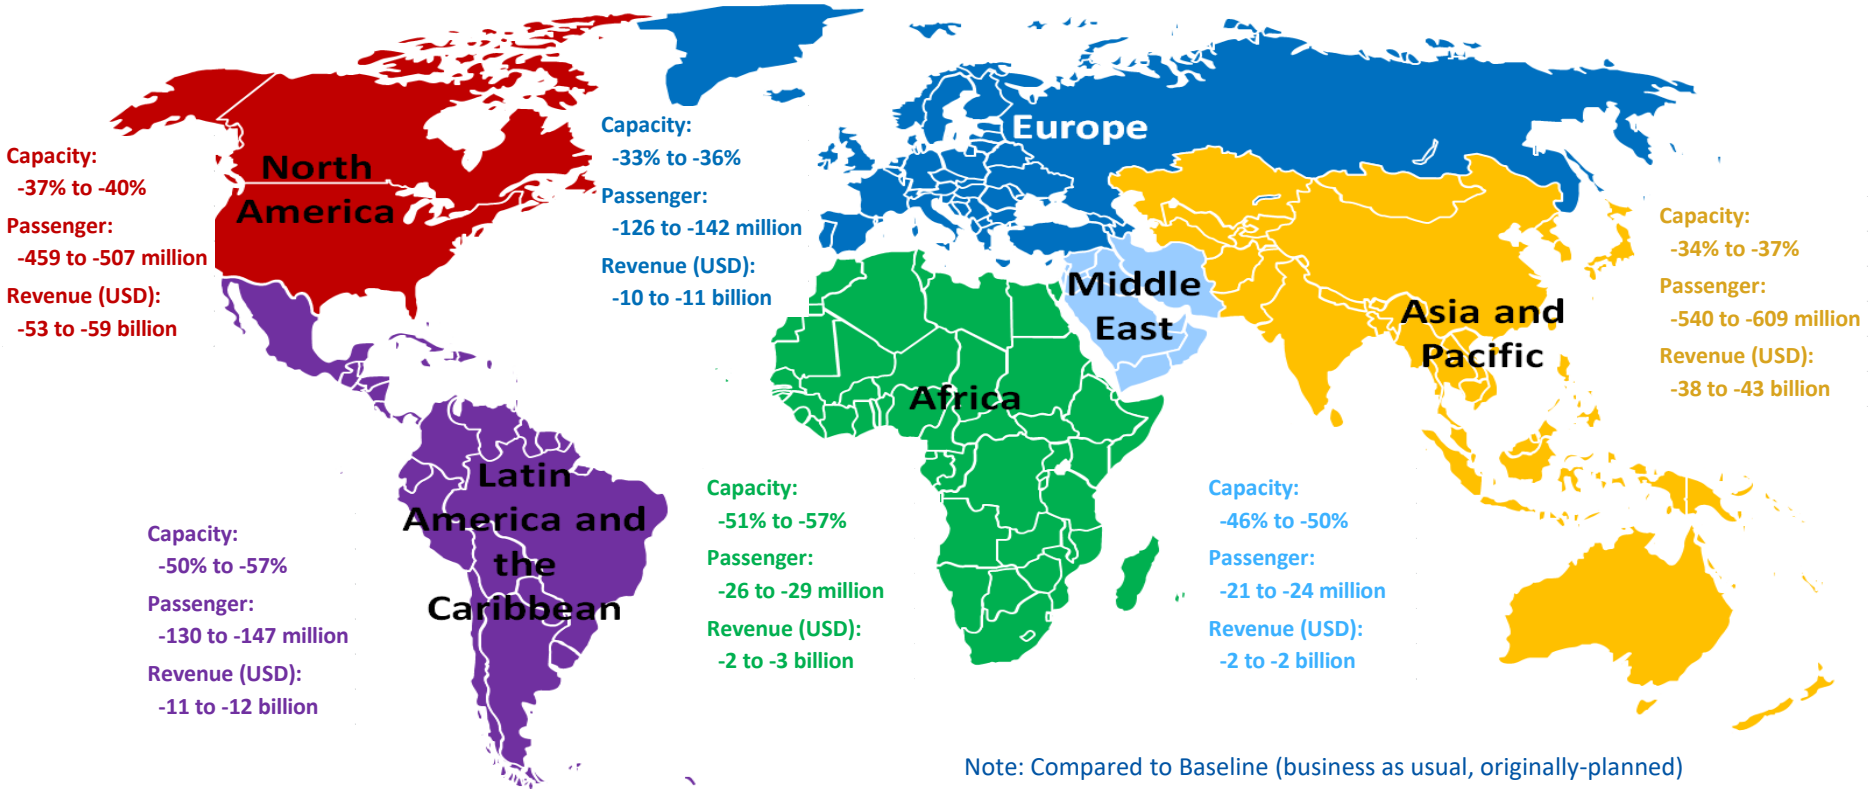 North
America
Capacity:
-37% to -40%
Passenger:
-459 to -507 million
Revenue (USD):
-53 to -59 billion
Europe
Capacity:
-33% to -36%
Passenger:
-126 to -142 million
Revenue (USD):
-10 to -11 billion
Asia and
Pacific
Capacity:
-34% to -37%
Passenger:
-540 to -609 million
Revenue (USD):
-38 to -43 billion
Latin
America and
the
Caribbean
Capacity:
-50% to -57%
Passenger:
-130 to -147 million
Revenue (USD):
-11 to -12 billion
Africa
Capacity:
-51% to -57%
Passenger:
-26 to -29 million
Revenue (USD):
-2 to -3 billion
Middle
East
Capacity:
-46% to -50%
Passenger:
-21 to -24 million
Revenue (USD):
-2 to -2 billion
Note: Compared to Baseline (business as usual, originally-planned)